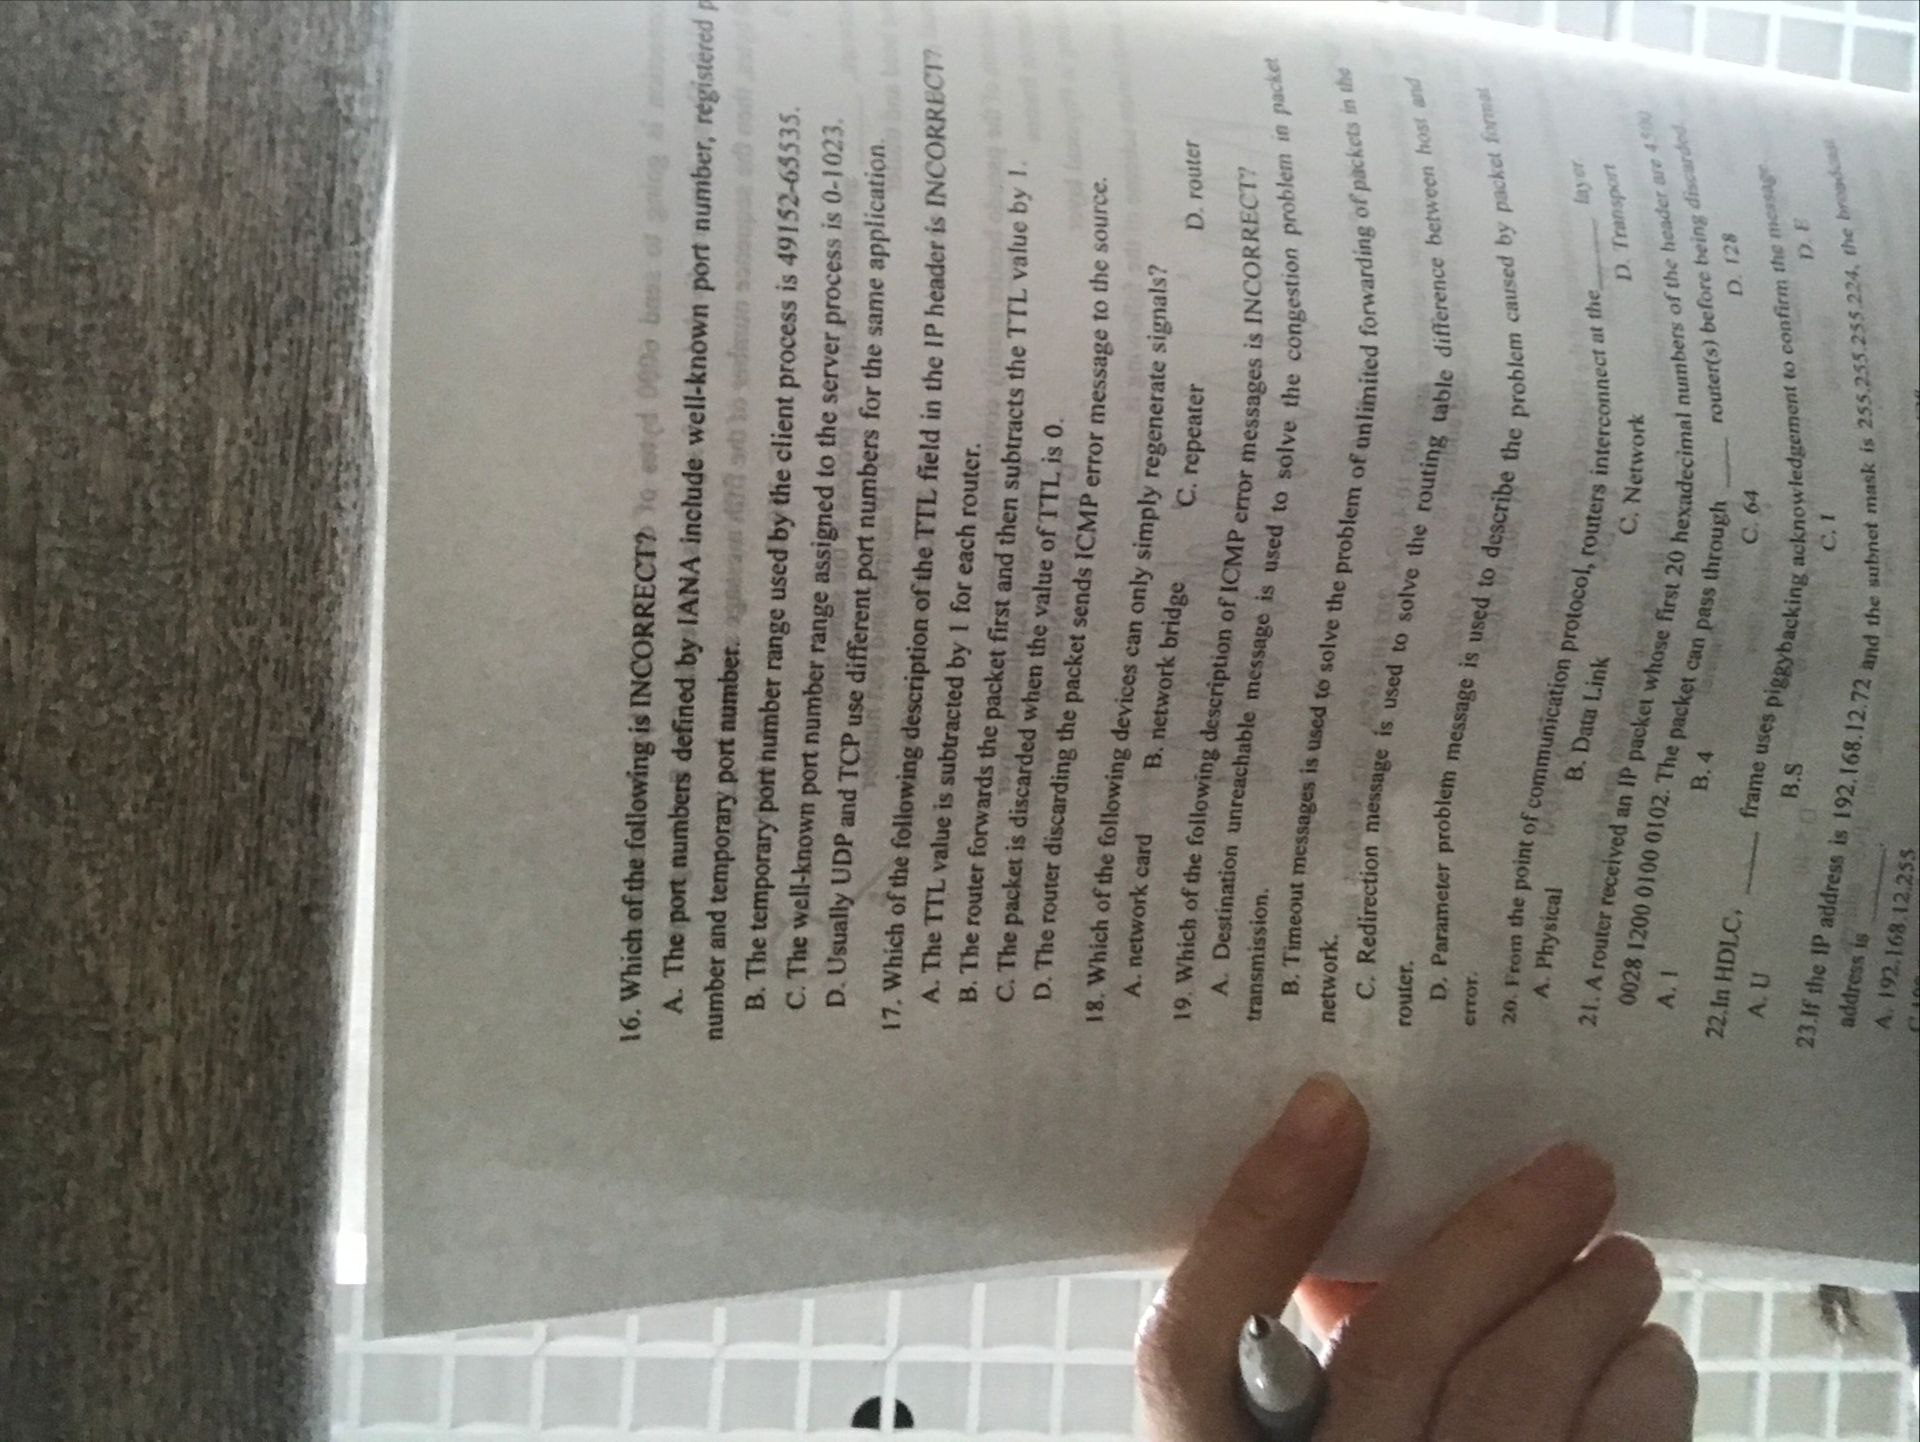 16. Which of the following is INCORRECT?
A. The port numbers defined by IANA include well-known port number, registered p
number and temporary port number.
B. The temporary port number range used by the client process is 49152-65535.
C. The well-known port number range assigned to the server process is 0-1023.
D. Usually UDP and TCP use different port numbers for the same application.
17. Which of the following description of the TTL field in the IP header is INCORRECT?
A. The TTL value is subtracted by 1 for each router.
B. The router forwards the packet first and then subtracts the TTL value by 1.
C. The packet is discarded when the value of TTL is 0.
D. The router discarding the packet sends ICMP error message to the source.
18. Which of the following devices can only simply regenerate signals?
A. network card B. network bridge C. repeater D. router
19. Which of the following description of ICMP error messages is INCORRECT?
A. Destination unreachable message is used to solve the congestion problem in packet
transmission.
B. Timeout messages is used to solve the problem of unlimited forwarding of packets in the
network.
C. Redirection message is used to solve the routing table difference between host and
router.
D. Parameter problem message is used to describe the problem caused by packet format
error.
20. From the point of communication protocol, routers interconnect at the______ layer.
A. Physical B. Data Link C. Network D. Transport
21. A router received an IP packet whose first 20 hexadecimal numbers of the header are 4500
0028 1200 0100 0102. The packet can pass through ____ router(s) before being discarded.
A. 1 B. 4 C. 64 D. 128
22.In HDLC, _____ frame uses piggybacking acknowledgement to confirm the message.
A. U B.S C. I D. E
23.If the IP address is 192.168.12.72 and the subnet mask is 255.255.255.224, the broadcast
address is ______.
A. 192.168.12.255